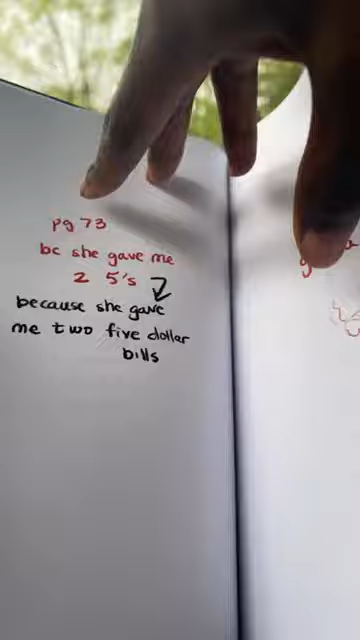 pg 73
bc she gave me
2 5's
because she gave
me two five dollar
bills